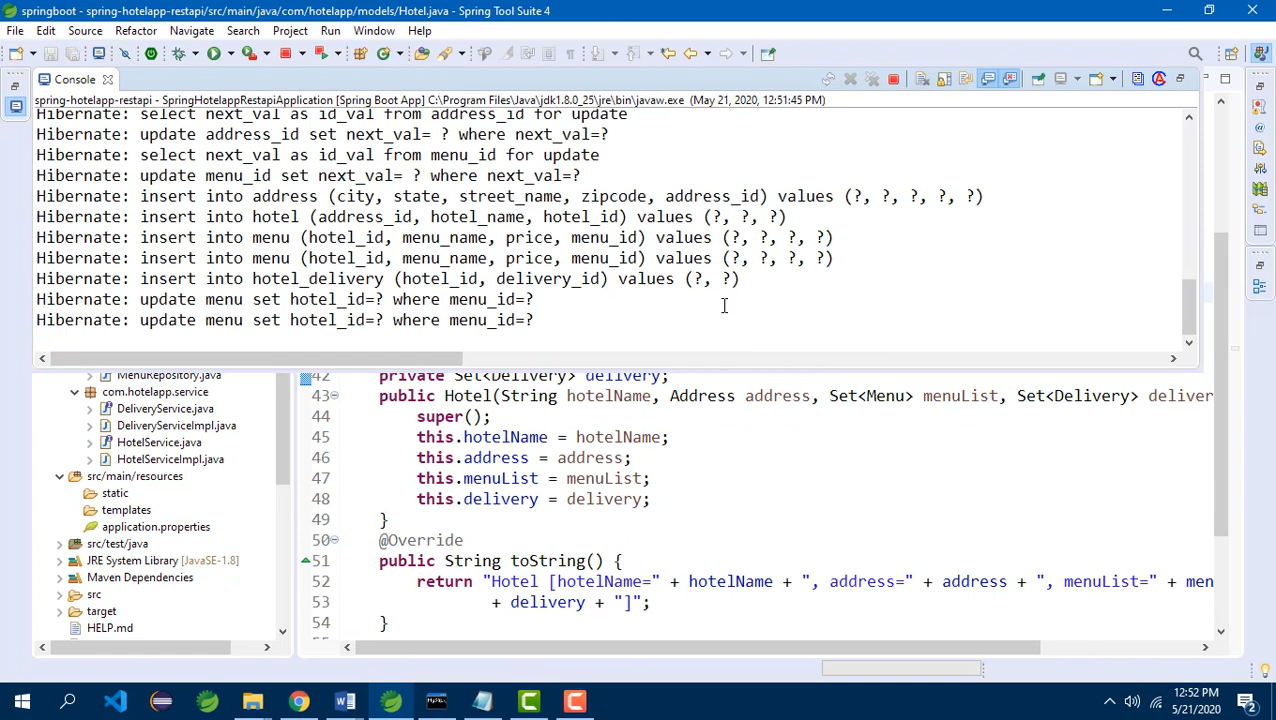 springboot - spring-hotelapp-restapi/src/main/java/com/hotelapp/models/Hotel.java - Spring Tool Suite 4
File Edit Source Refactor Navigate Search Project Run Window Help
Console
spring-hotelapp-restapi - SpringHotelappRestapiApplication [Spring Boot App] C:\Program Files\Java\jdk1.8.0_25\jre\bin\javaw.exe (May 21, 2020, 12:51:45 PM)
Hibernate: select next_val as id_val from address_id for update
Hibernate: update address_id set next_val= ? where next_val=?
Hibernate: select next_val as id_val from menu_id for update
Hibernate: update menu_id set next_val= ? where next_val=?
Hibernate: insert into address (city, state, street_name, zipcode, address_id) values (?, ?, ?, ?, ?)
Hibernate: insert into hotel (address_id, hotel_name, hotel_id) values (?, ?, ?)
Hibernate: insert into menu (hotel_id, menu_name, price, menu_id) values (?, ?, ?, ?)
Hibernate: insert into menu (hotel_id, menu_name, price, menu_id) values (?, ?, ?, ?)
Hibernate: insert into hotel_delivery (hotel_id, delivery_id) values (?, ?)
Hibernate: update menu set hotel_id=? where menu_id=?
Hibernate: update menu set hotel_id=? where menu_id=?
MenuRepository.java
com.hotelapp.service
DeliveryService.java
DeliveryServiceImpl.java
HotelService.java
HotelServiceImpl.java
src/main/resources
static
templates
application.properties
src/test/java
JRE System Library [JavaSE-1.8]
Maven Dependencies
src
target
HELP.md
42 private Set<Delivery> delivery;
43 public Hotel(String hotelName, Address address, Set<Menu> menuList, Set<Delivery> deliver
44 super();
45 this.hotelName = hotelName;
46 this.address = address;
47 this.menuList = menuList;
48 this.delivery = delivery;
49 }
50 @Override
51 public String toString() {
52 return "Hotel [hotelName=" + hotelName + ", address=" + address + ", menuList=" + men
53 + delivery + "]";
54 }
12:52 PM
5/21/2020
2